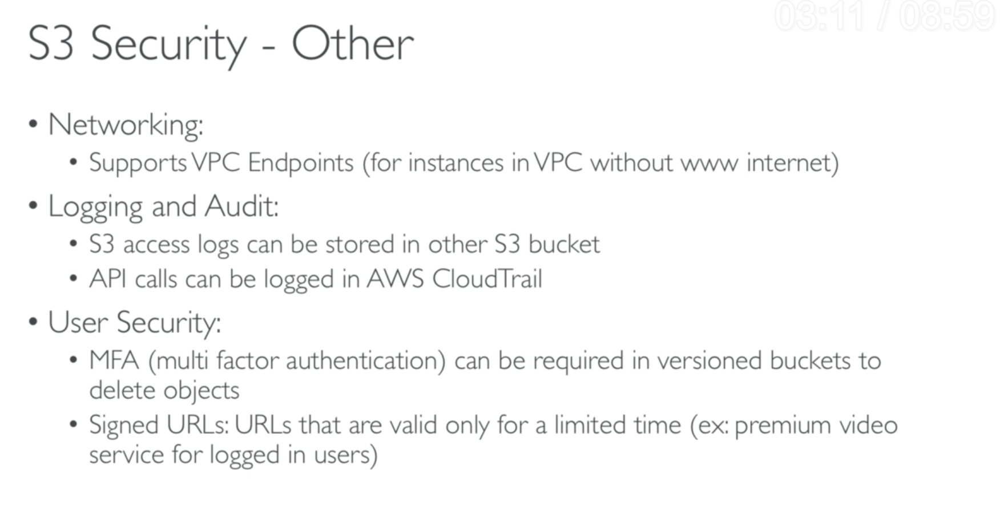 03:11 / 08:59
S3 Security - Other
• Networking:
• Supports VPC Endpoints (for instances in VPC without www internet)
• Logging and Audit:
• S3 access logs can be stored in other S3 bucket
• API calls can be logged in AWS CloudTrail
• User Security:
• MFA (multi factor authentication) can be required in versioned buckets to
delete objects
• Signed URLs: URLs that are valid only for a limited time (ex: premium video
service for logged in users)